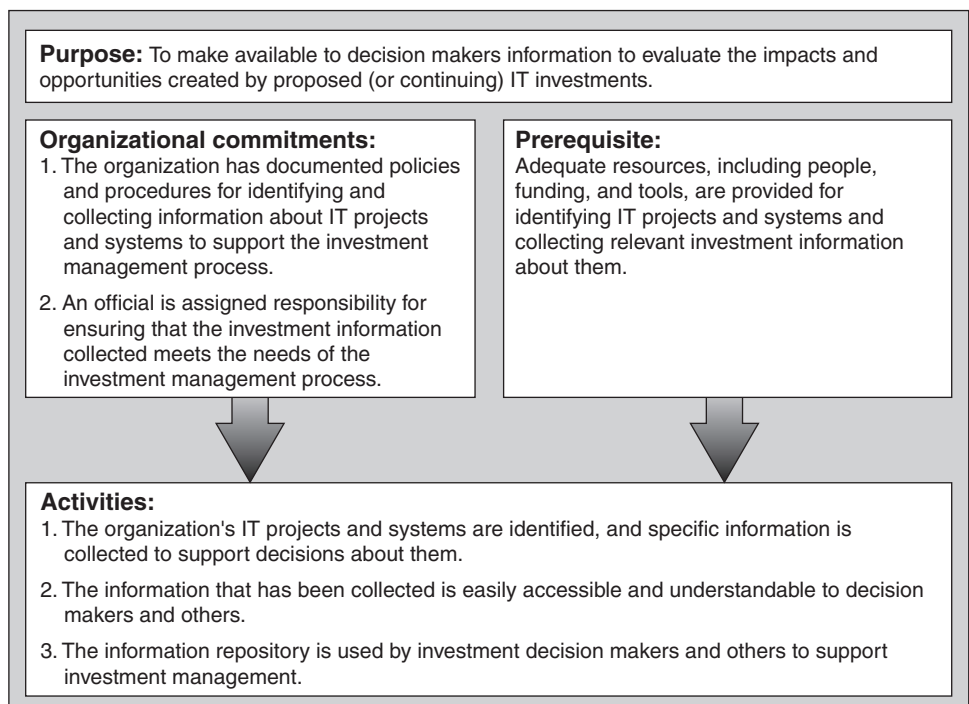 Purpose: To make available to decision makers information to evaluate the impacts and
opportunities created by proposed (or continuing) IT investments.
Organizational commitments:
1. The organization has documented policies
and procedures for identifying and
collecting information about IT projects
and systems to support the investment
management process.
2. An official is assigned responsibility for
ensuring that the investment information
collected meets the needs of the
investment management process.
Prerequisite:
Adequate resources, including people,
funding, and tools, are provided for
identifying IT projects and systems and
collecting relevant investment information
about them.
Activities:
1. The organization's IT projects and systems are identified, and specific information is
collected to support decisions about them.
2. The information that has been collected is easily accessible and understandable to decision
makers and others.
3. The information repository is used by investment decision makers and others to support
investment management.